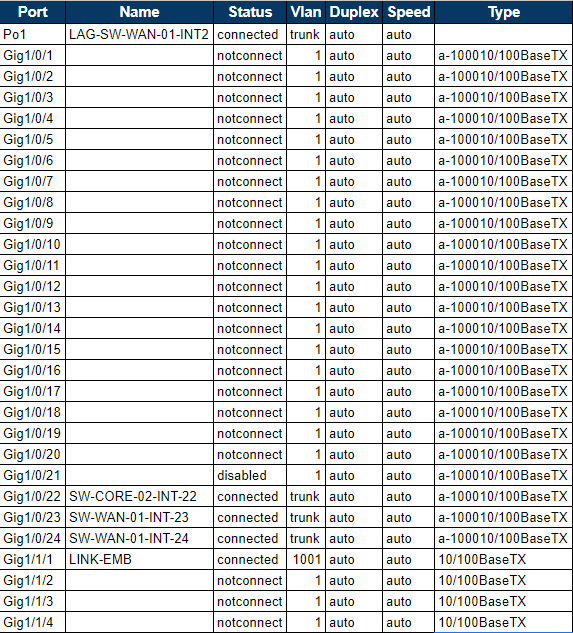 Port Name Status Vlan Duplex Speed Type
Po1 LAG-SW-WAN-01-INT2 connected trunk auto auto
Gig1/0/1 notconnect 1 auto auto a-100010/100BaseTX
Gig1/0/2 notconnect 1 auto auto a-100010/100BaseTX
Gig1/0/3 notconnect 1 auto auto a-100010/100BaseTX
Gig1/0/4 notconnect 1 auto auto a-100010/100BaseTX
Gig1/0/5 notconnect 1 auto auto a-100010/100BaseTX
Gig1/0/6 notconnect 1 auto auto a-100010/100BaseTX
Gig1/0/7 notconnect 1 auto auto a-100010/100BaseTX
Gig1/0/8 notconnect 1 auto auto a-100010/100BaseTX
Gig1/0/9 notconnect 1 auto auto a-100010/100BaseTX
Gig1/0/10 notconnect 1 auto auto a-100010/100BaseTX
Gig1/0/11 notconnect 1 auto auto a-100010/100BaseTX
Gig1/0/12 notconnect 1 auto auto a-100010/100BaseTX
Gig1/0/13 notconnect 1 auto auto a-100010/100BaseTX
Gig1/0/14 notconnect 1 auto auto a-100010/100BaseTX
Gig1/0/15 notconnect 1 auto auto a-100010/100BaseTX
Gig1/0/16 notconnect 1 auto auto a-100010/100BaseTX
Gig1/0/17 notconnect 1 auto auto a-100010/100BaseTX
Gig1/0/18 notconnect 1 auto auto a-100010/100BaseTX
Gig1/0/19 notconnect 1 auto auto a-100010/100BaseTX
Gig1/0/20 notconnect 1 auto auto a-100010/100BaseTX
Gig1/0/21 disabled 1 auto auto a-100010/100BaseTX
Gig1/0/22 SW-CORE-02-INT-22 connected trunk auto auto a-100010/100BaseTX
Gig1/0/23 SW-WAN-01-INT-23 connected trunk auto auto a-100010/100BaseTX
Gig1/0/24 SW-WAN-01-INT-24 connected trunk auto auto a-100010/100BaseTX
Gig1/1/1 LINK-EMB connected 1001 auto auto 10/100BaseTX
Gig1/1/2 notconnect 1 auto auto 10/100BaseTX
Gig1/1/3 notconnect 1 auto auto 10/100BaseTX
Gig1/1/4 notconnect 1 auto auto 10/100BaseTX